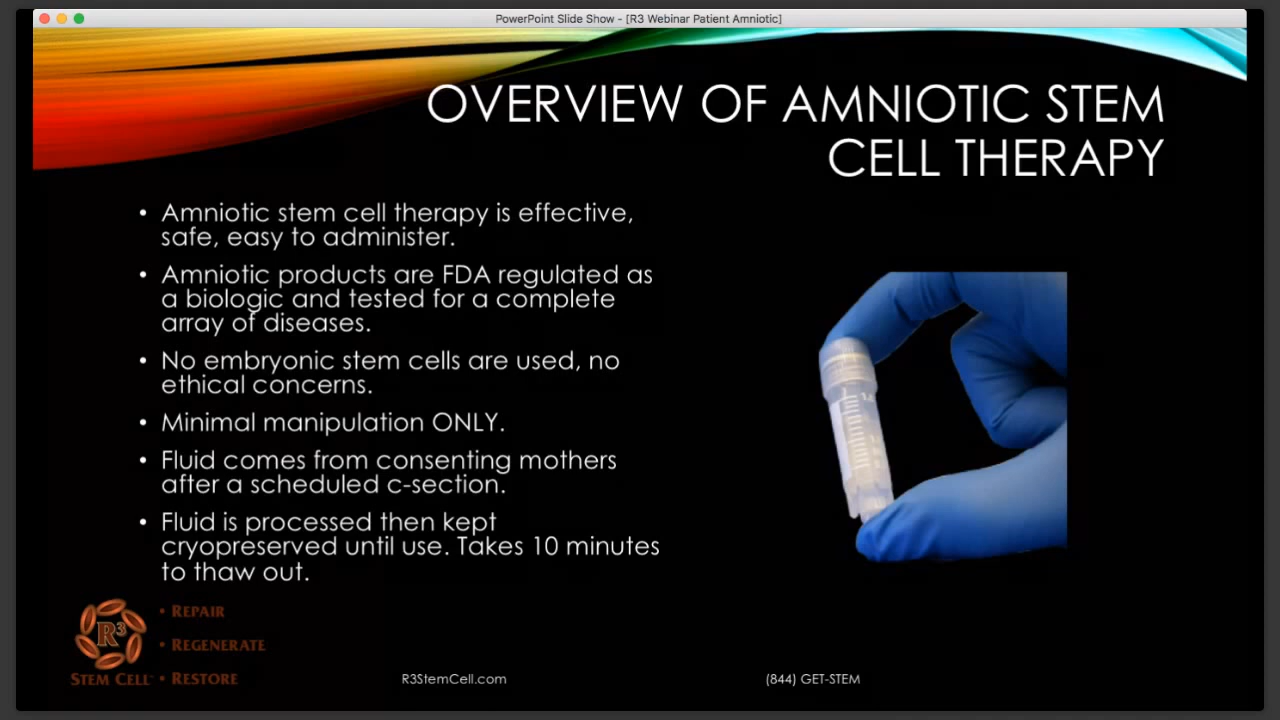 PowerPoint Slide Show - [R3 Webinar Patient Amniotic]
OVERVIEW OF AMNIOTIC STEM
CELL THERAPY
• Amniotic stem cell therapy is effective,
safe, easy to administer.
• Amniotic products are FDA regulated as
a biologic and tested for a complete
array of diseases.
• No embryonic stem cells are used, no
ethical concerns.
• Minimal manipulation ONLY.
• Fluid comes from consenting mothers
after a scheduled c-section.
• Fluid is processed then kept
cryopreserved until use. Takes 10 minutes
to thaw out.
R3
STEM CELL
• REPAIR
• REGENERATE
• RESTORE
R3StemCell.com
(844) GET-STEM